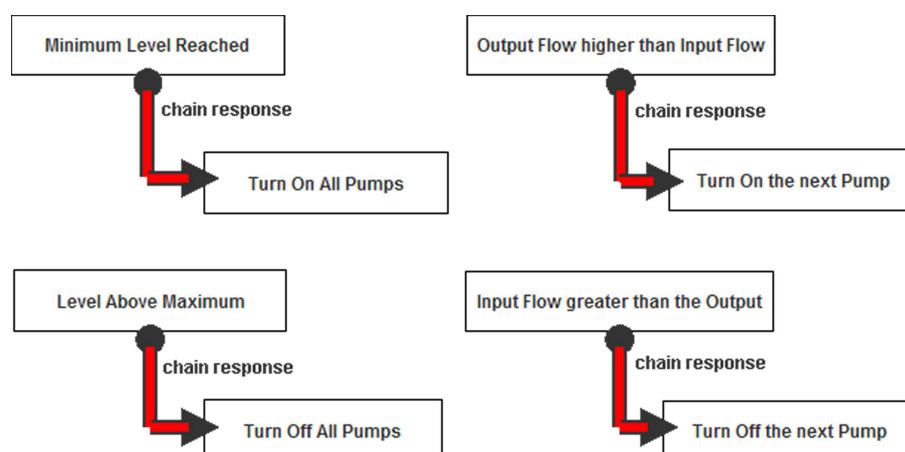 Minimum Level Reached
chain response
Turn On All Pumps
Output Flow higher than Input Flow
chain response
Turn On the next Pump
Level Above Maximum
chain response
Turn Off All Pumps
Input Flow greater than the Output
chain response
Turn Off the next Pump